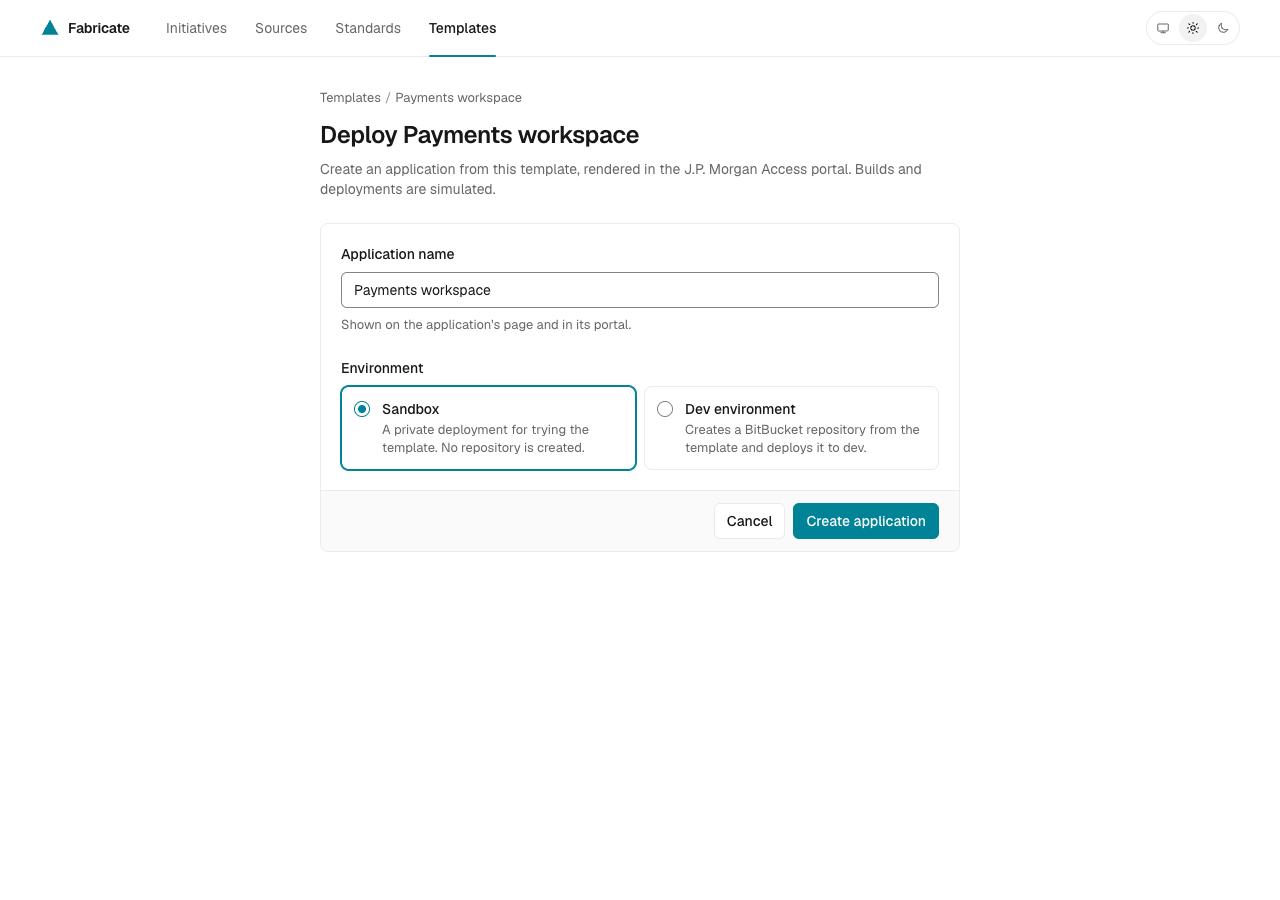 Fabricate
Initiatives
Sources
Standards
Templates
Templates / Payments workspace
Deploy Payments workspace
Create an application from this template, rendered in the J.P. Morgan Access portal. Builds and
deployments are simulated.
Application name
Payments workspace
Shown on the application's page and in its portal.
Environment
Sandbox
A private deployment for trying the
template. No repository is created.
Dev environment
Creates a BitBucket repository from the
template and deploys it to dev.
Cancel
Create application